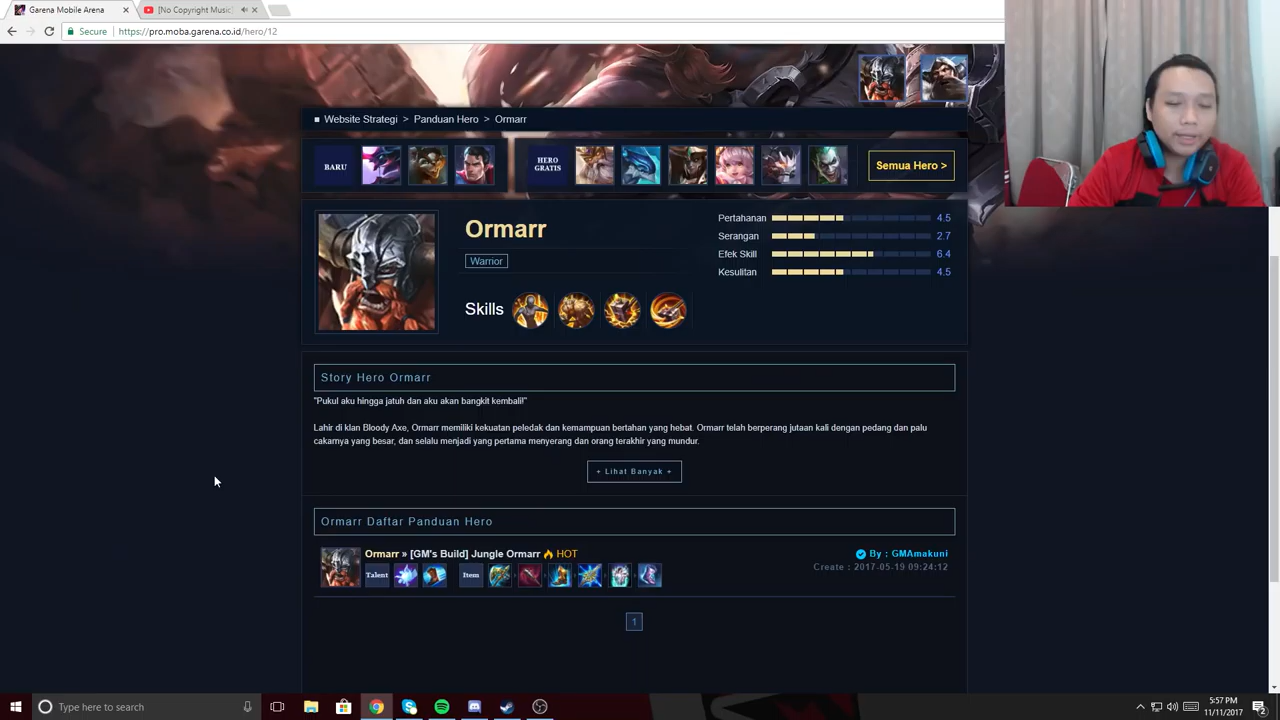 Garena Mobile Arena
[No Copyright Music]
Secure
https://pro.moba.garena.co.id/hero/12
Website Strategi > Panduan Hero > Ormarr
BARU
HERO
GRATIS
Semua Hero >
Ormarr
Warrior
Skills
Pertahanan 4.5
Serangan 2.7
Efek Skill 6.4
Kesulitan 4.5
Story Hero Ormarr
"Pukul aku hingga jatuh dan aku akan bangkit kembali!"
Lahir di klan Bloody Axe, Ormarr memiliki kekuatan peledak dan kemampuan bertahan yang hebat. Ormarr telah berperang jutaan kali dengan pedang dan palu
cakarnya yang besar, dan selalu menjadi yang pertama menyerang dan orang terakhir yang mundur.
+ Lihat Banyak +
Ormarr Daftar Panduan Hero
Ormarr » [GM's Build] Jungle Ormarr HOT
By : GMAmakuni
Talent
Item
Create : 2017-05-19 09:24:12
1
Type here to search
5:57 PM
11/11/2017
2